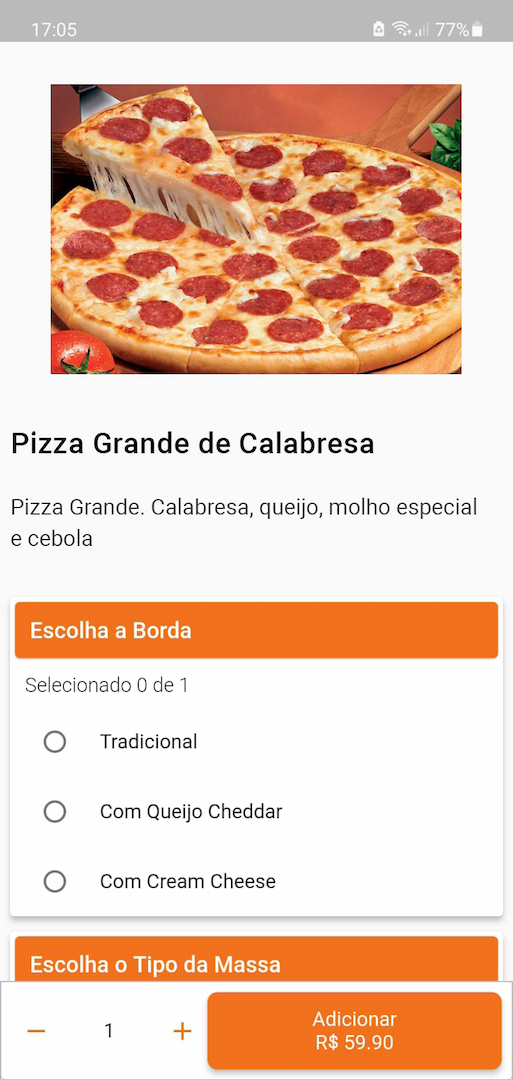 17:05
77%
Pizza Grande de Calabresa
Pizza Grande. Calabresa, queijo, molho especial
e cebola
Escolha a Borda
Selecionado 0 de 1
Tradicional
Com Queijo Cheddar
Com Cream Cheese
Escolha o Tipo da Massa
1
Adicionar
R$ 59.90